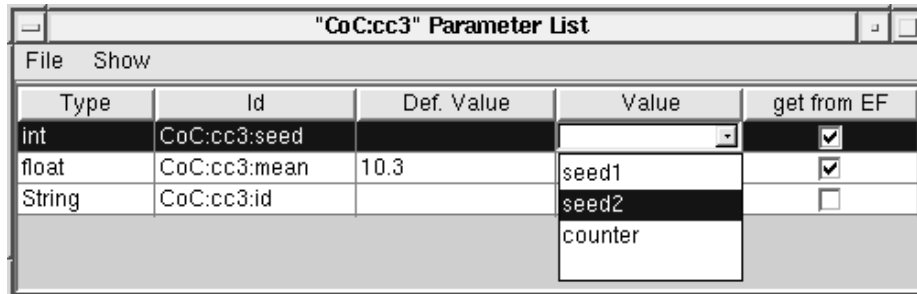 "CoC:cc3" Parameter List
File Show
Type Id Def. Value Value get from EF
int CoC:cc3:seed
float CoC:cc3:mean 10.3
String CoC:cc3:id
seed1
seed2
counter